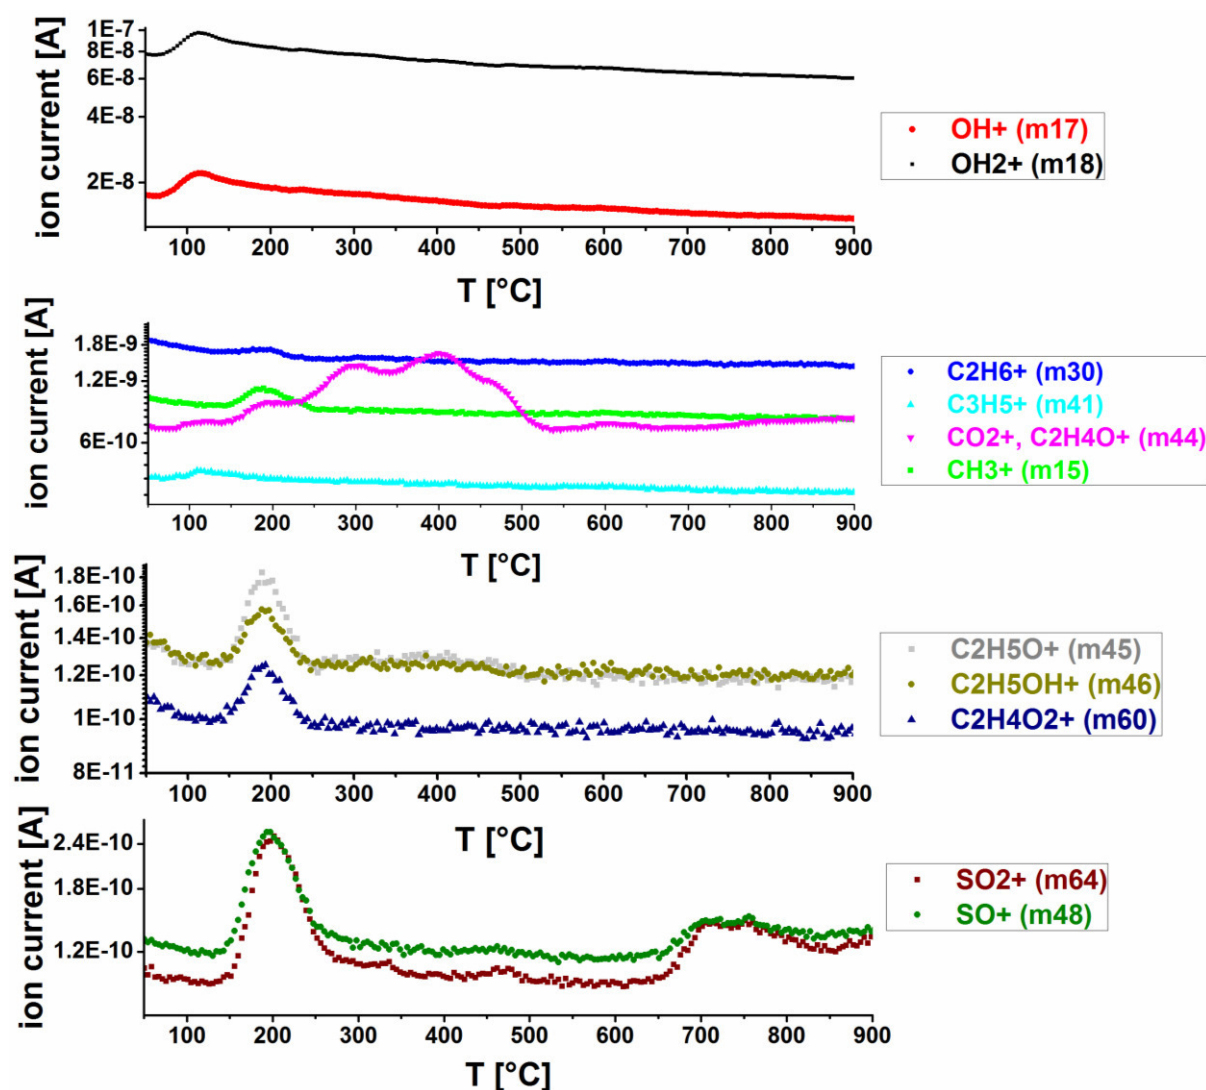 ion current [A]
1E-7
8E-8
6E-8
4E-8
2E-8
100 200 300 400 500 600 700 800 900
T [°C]
OH+ (m17)
OH2+ (m18)
ion current [A]
1.8E-9
1.2E-9
6E-10
100 200 300 400 500 600 700 800 900
T [°C]
C2H6+ (m30)
C3H5+ (m41)
CO2+, C2H4O+ (m44)
CH3+ (m15)
ion current [A]
1.8E-10
1.6E-10
1.4E-10
1.2E-10
1E-10
8E-11
100 200 300 400 500 600 700 800 900
T [°C]
C2H5O+ (m45)
C2H5OH+ (m46)
C2H4O2+ (m60)
ion current [A]
2.4E-10
1.8E-10
1.2E-10
100 200 300 400 500 600 700 800 900
T [°C]
SO2+ (m64)
SO+ (m48)